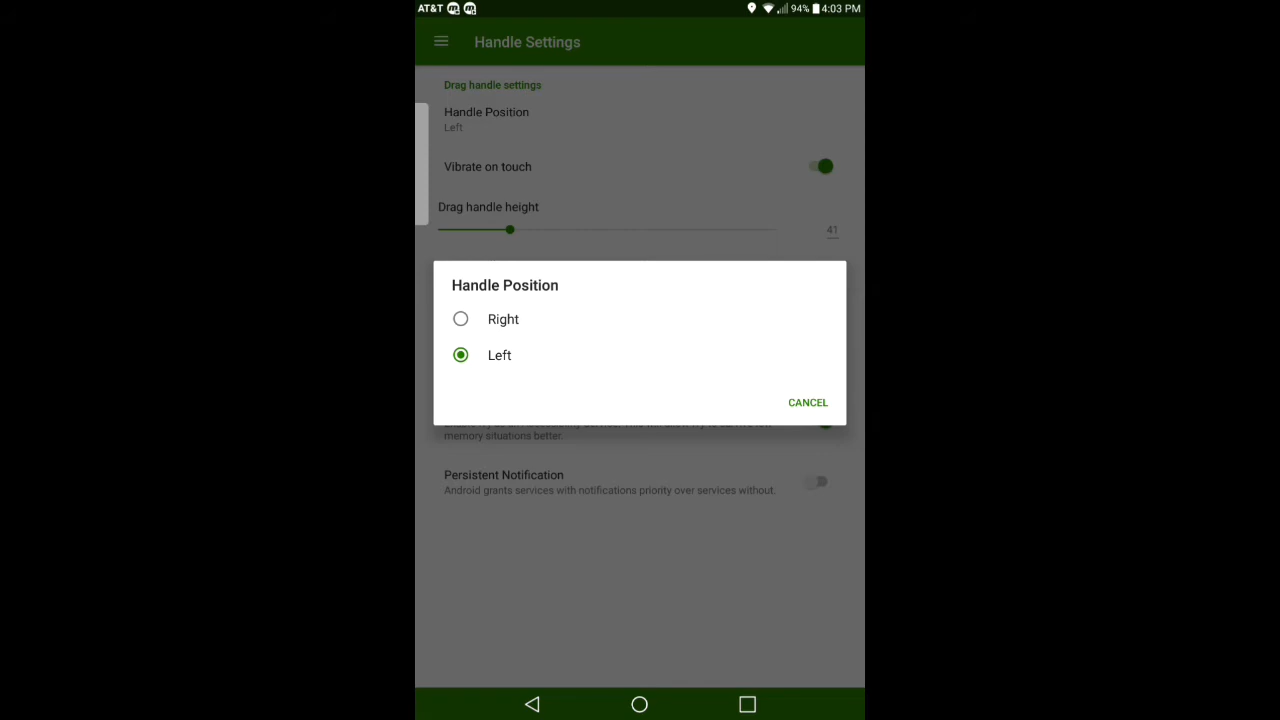 AT&T 94% 4:03 PM
Handle Settings
Drag handle settings
Handle Position
Left
Vibrate on touch
Drag handle height
41
Handle Position
Right
Left
CANCEL
memory situations better.
Persistent Notification
Android grants services with notifications priority over services without.